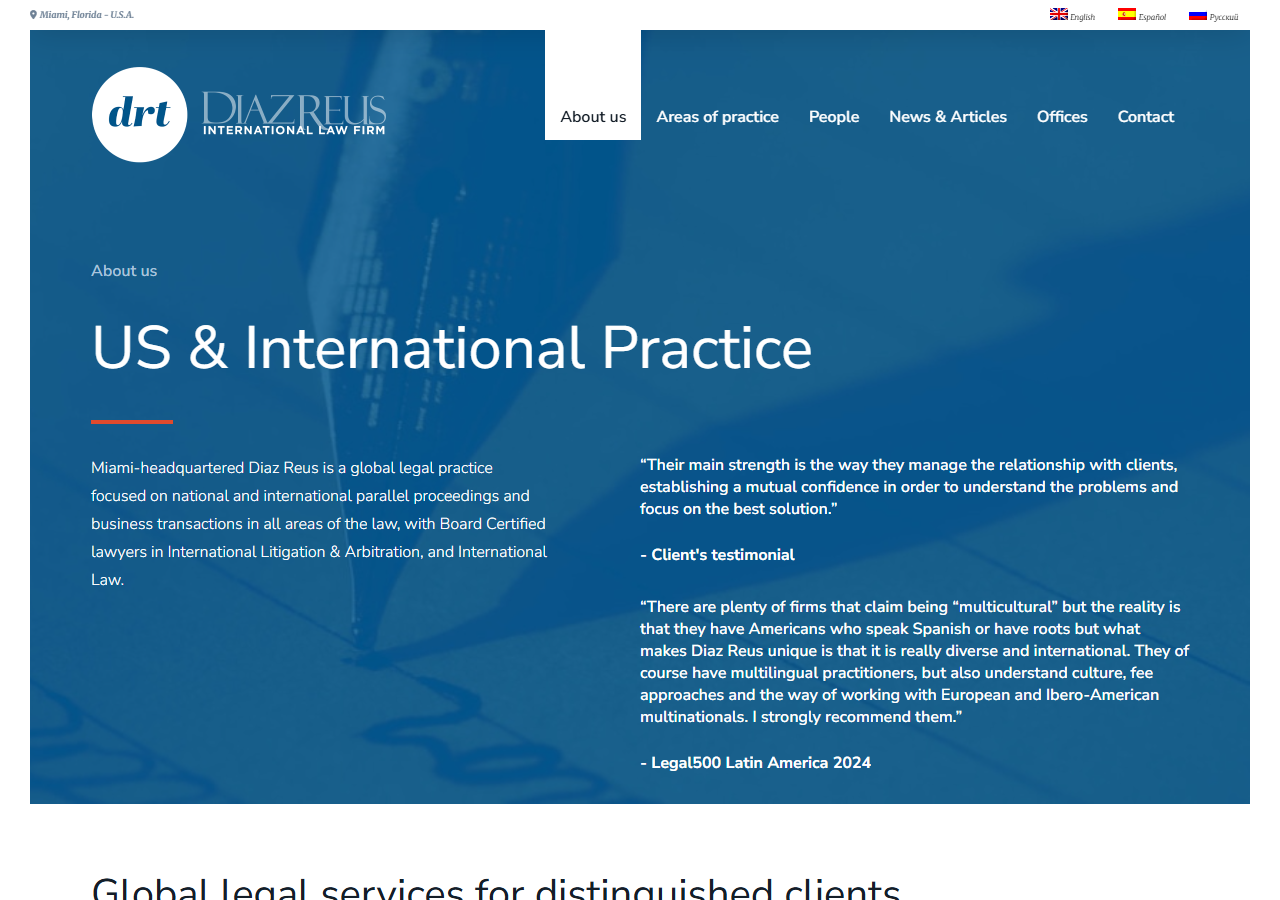 Miami, Florida - U.S.A.
English
Español
Русский
drt
DIAZREUS
INTERNATIONAL LAW FIRM
About us
Areas of practice
People
News & Articles
Offices
Contact
About us
US & International Practice
Miami-headquartered Diaz Reus is a global legal practice
focused on national and international parallel proceedings and
business transactions in all areas of the law, with Board Certified
lawyers in International Litigation & Arbitration, and International
Law.
“Their main strength is the way they manage the relationship with clients,
establishing a mutual confidence in order to understand the problems and
focus on the best solution.”
- Client's testimonial
“There are plenty of firms that claim being “multicultural” but the reality is
that they have Americans who speak Spanish or have roots but what
makes Diaz Reus unique is that it is really diverse and international. They of
course have multilingual practitioners, but also understand culture, fee
approaches and the way of working with European and Ibero-American
multinationals. I strongly recommend them.”
- Legal500 Latin America 2024
Global legal services for distinguished clients